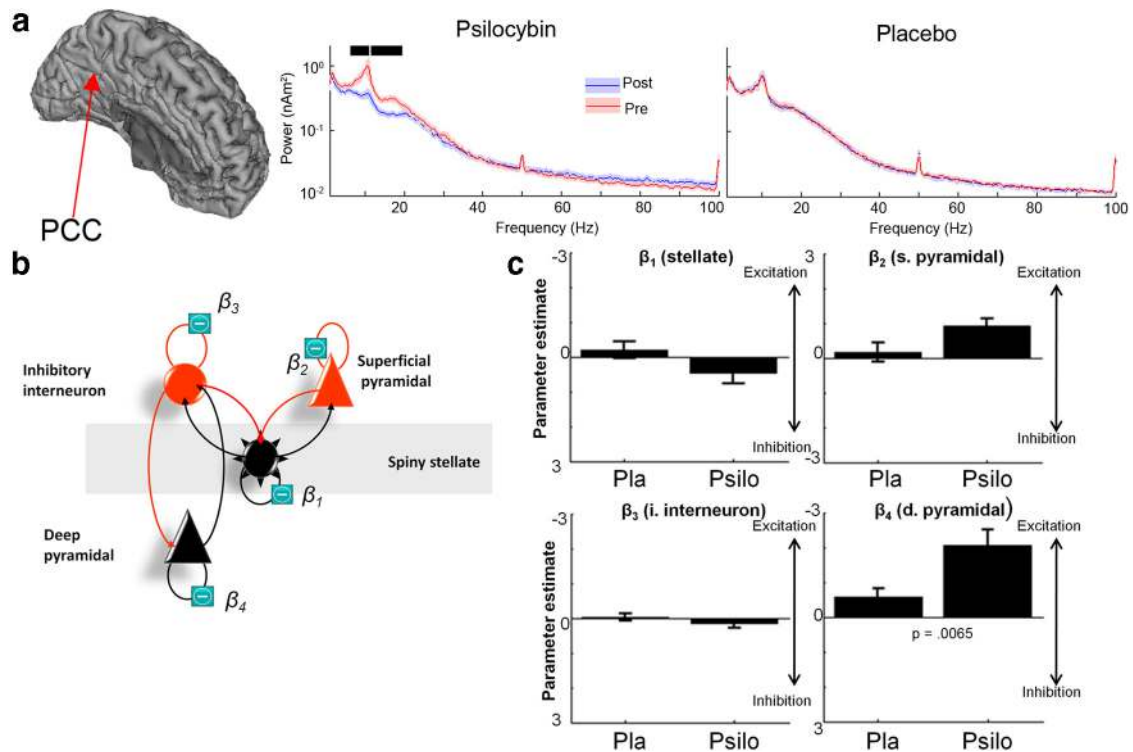 a
Psilocybin
Placebo
PCC
Power (nAm²)
10⁰
10⁻¹
10⁻²
Post
Pre
20 40 60 80 100
Frequency (Hz)
20 40 60 80 100
Frequency (Hz)
b
β3
Inhibitory
interneuron
β2
Superficial
pyramidal
Spiny stellate
β1
Deep
pyramidal
β4
c
β₁ (stellate)
-3
Excitation
Parameter estimate
0
Inhibition
3
Pla Psilo
β₂ (s. pyramidal)
3
Excitation
0
Inhibition
-3
Pla Psilo
β₃ (i. interneuron)
-3
Excitation
Parameter estimate
0
Inhibition
3
Pla Psilo
β₄ (d. pyramidal)
-3
Excitation
0
p = .0065
Inhibition
3
Pla Psilo